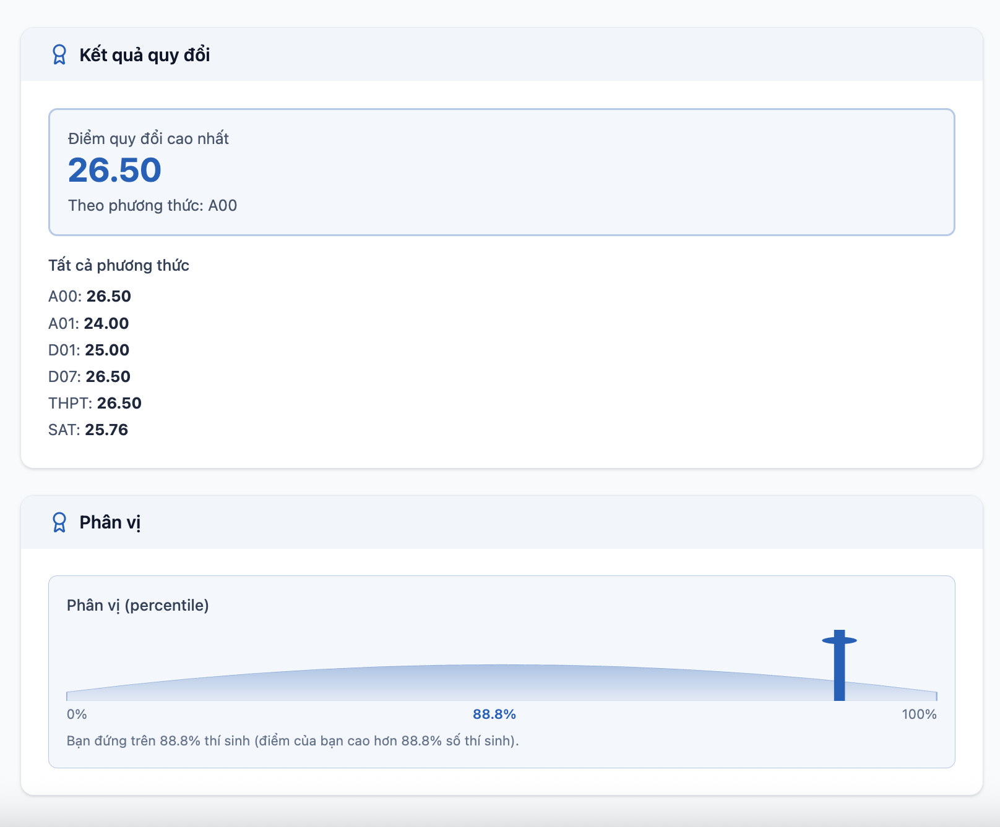 Kết quả quy đổi
Điểm quy đổi cao nhất
26.50
Theo phương thức: A00
Tất cả phương thức
A00: 26.50
A01: 24.00
D01: 25.00
D07: 26.50
THPT: 26.50
SAT: 25.76
Phân vị
Phân vị (percentile)
0% 88.8% 100%
Bạn đứng trên 88.8% thí sinh (điểm của bạn cao hơn 88.8% số thí sinh).